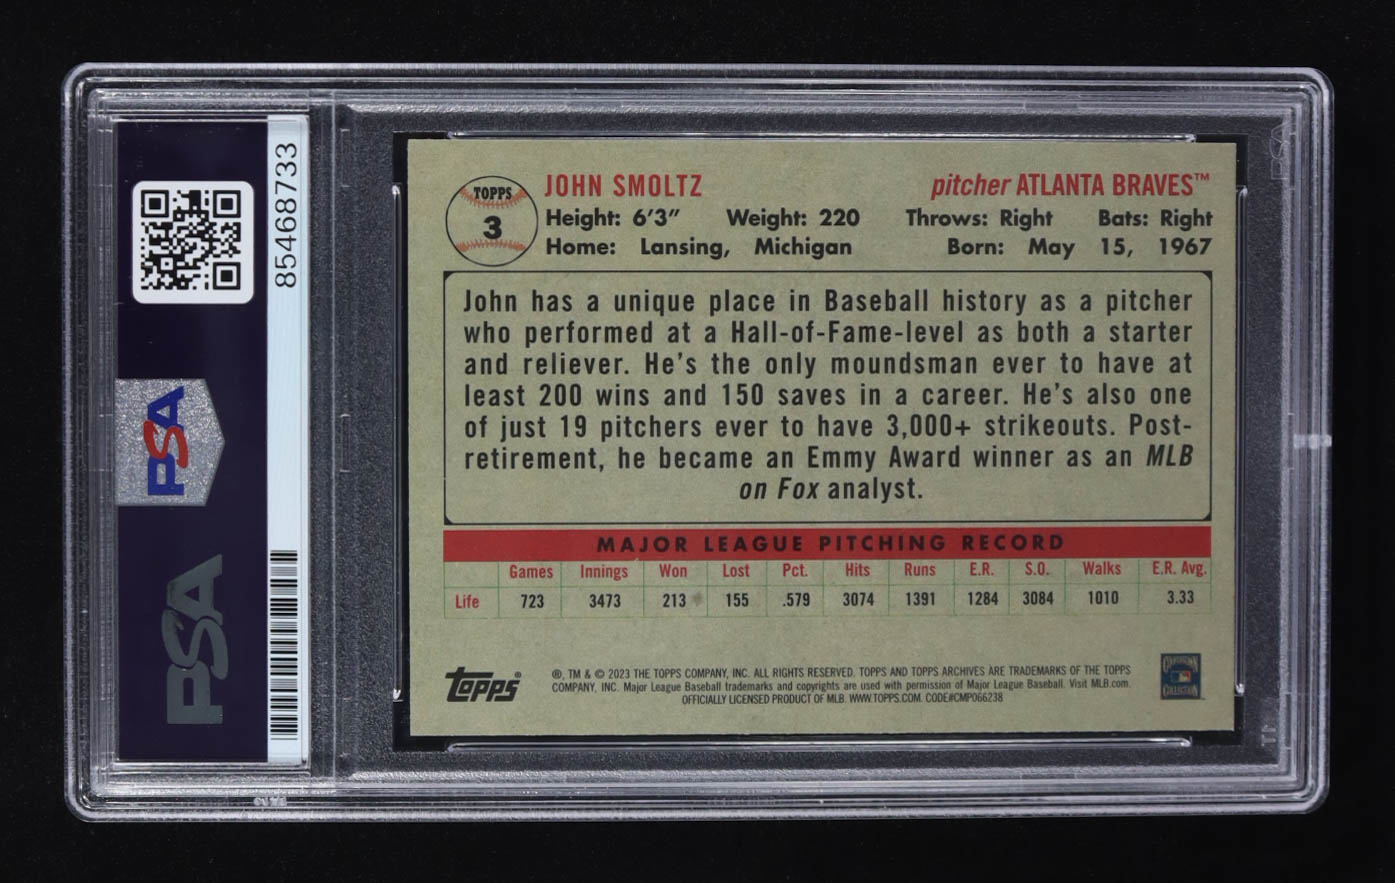 85468733
PSA
PSA
TOPPS
3
JOHN SMOLTZ
pitcher ATLANTA BRAVES™
Height: 6'3" Weight: 220 Throws: Right Bats: Right
Home: Lansing, Michigan Born: May 15, 1967
John has a unique place in Baseball history as a pitcher
who performed at a Hall-of-Fame-level as both a starter
and reliever. He's the only moundsman ever to have at
least 200 wins and 150 saves in a career. He's also one
of just 19 pitchers ever to have 3,000+ strikeouts. Post-
retirement, he became an Emmy Award winner as an MLB
on Fox analyst.
MAJOR LEAGUE PITCHING RECORD
Games Innings Won Lost Pct. Hits Runs E.R. S.O. Walks E.R. Avg.
Life 723 3473 213 155 .579 3074 1391 1284 3084 1010 3.33
topps®
®, TM & © 2023 THE TOPPS COMPANY, INC. ALL RIGHTS RESERVED. TOPPS AND TOPPS ARCHIVES ARE TRADEMARKS OF THE TOPPS
COMPANY, INC. Major League Baseball trademarks and copyrights are used with permission of Major League Baseball. Visit MLB.com.
OFFICIALLY LICENSED PRODUCT OF MLB. WWW.TOPPS.COM. CODE#CMP066238
COOPERSTOWN
COLLECTION